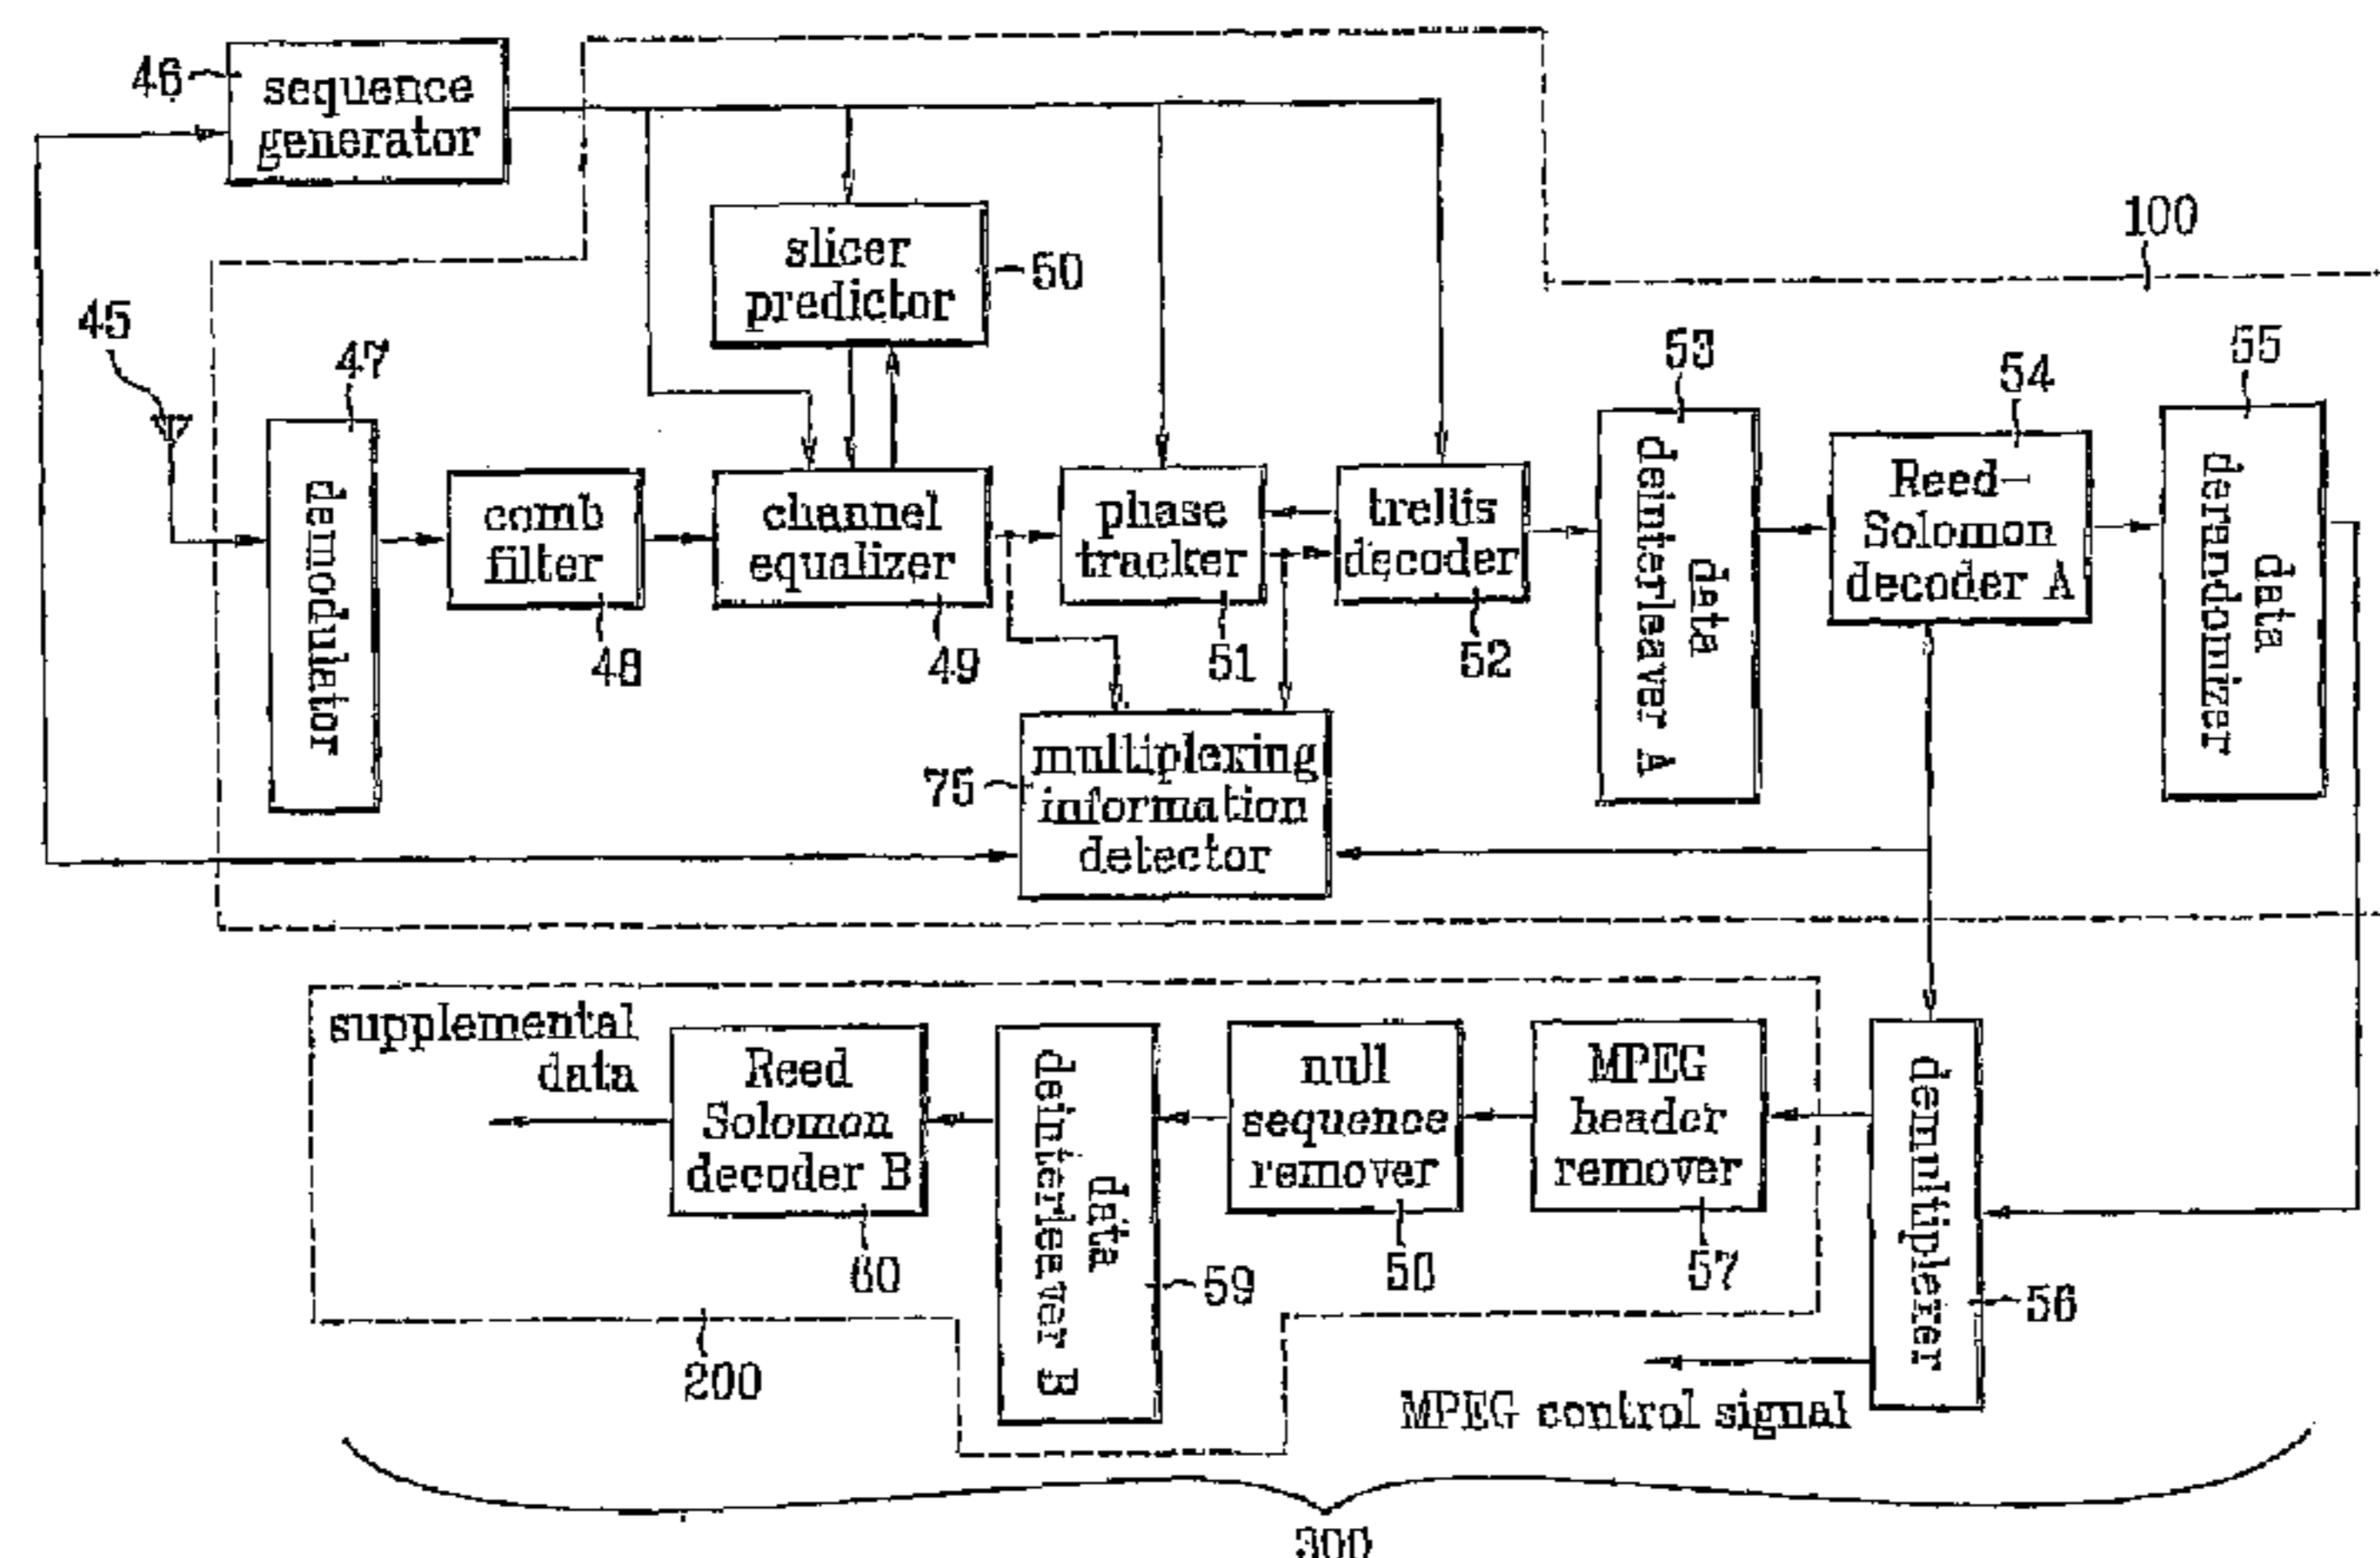 46
sequence
generator
100
slicer
predictor
50
45
47
53
54
55
demodulator
comb
filter
48
channel
equalizer
49
phase
tracker
51
trellis
decoder
52
data
deinterleaver A
Reed-
Solomon
decoder A
data
derandomizer
75
multiplexing
information
detector
supplemental
data
Reed
Solomon
decoder B
60
data
deinterleaver B
59
null
sequence
remover
58
MPEG
header
remover
57
demultiplexer
56
200
MPEG control signal
300